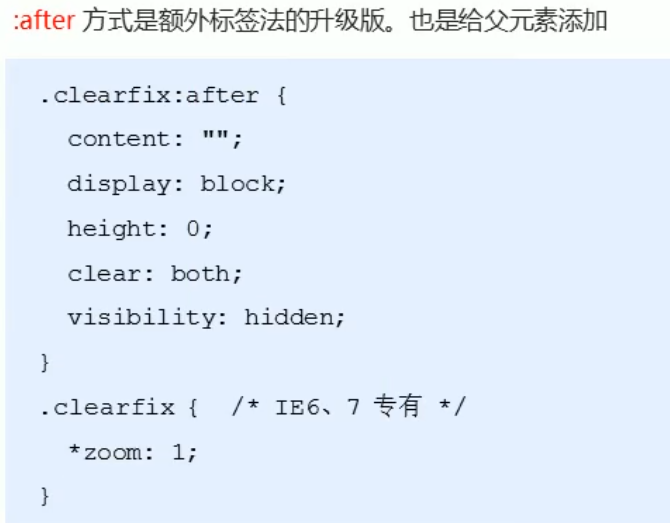 :after 方式是额外标签法的升级版。也是给父元素添加
.clearfix:after {
content: "";
display: block;
height: 0;
clear: both;
visibility: hidden;
}
.clearfix { /* IE6、7 专有 */
*zoom: 1;
}